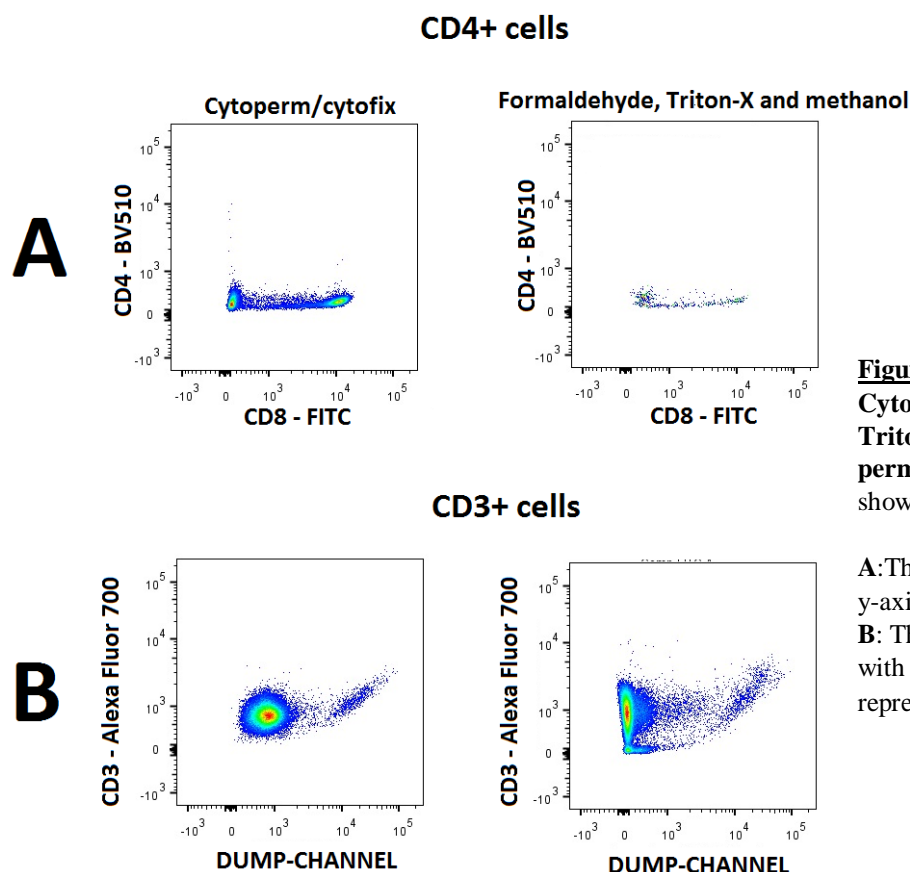 CD4+ cells
Cytoperm/cytofix
Formaldehyde, Triton-X and methanol
A
CD4 - BV510
10^5
10^4
10^3
0
-10^3
-10^3 0 10^3 10^4 10^5
CD8 - FITC
CD4 - BV510
10^5
10^4
10^3
0
-10^3
-10^3 0 10^3 10^4 10^5
CD8 - FITC
Figur
Cyto
Trito
perm
show
A:Th
y-axi
B: Th
with
repre
CD3+ cells
B
CD3 - Alexa Fluor 700
10^5
10^4
10^3
0
-10^3
-10^3 0 10^3 10^4 10^5
DUMP-CHANNEL
CD3 - Alexa Fluor 700
10^5
10^4
10^3
0
-10^3
-10^3 0 10^3 10^4 10^5
DUMP-CHANNEL